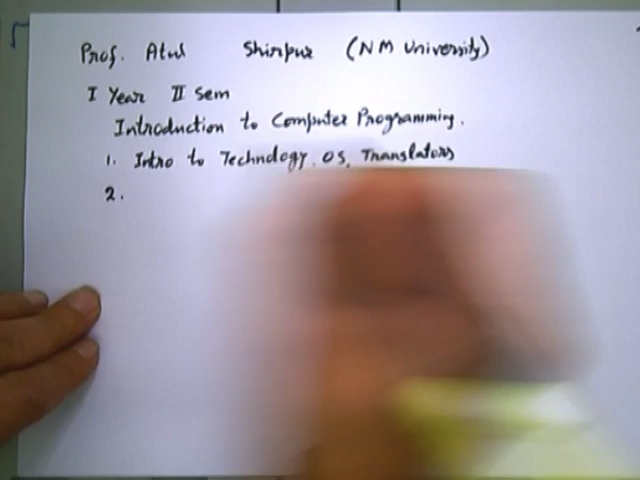 Prof. Atul Shirpur (NM University)
I Year II Sem
Introduction to Computer Programming.
1. Intro to Technology, OS, Translators
2.